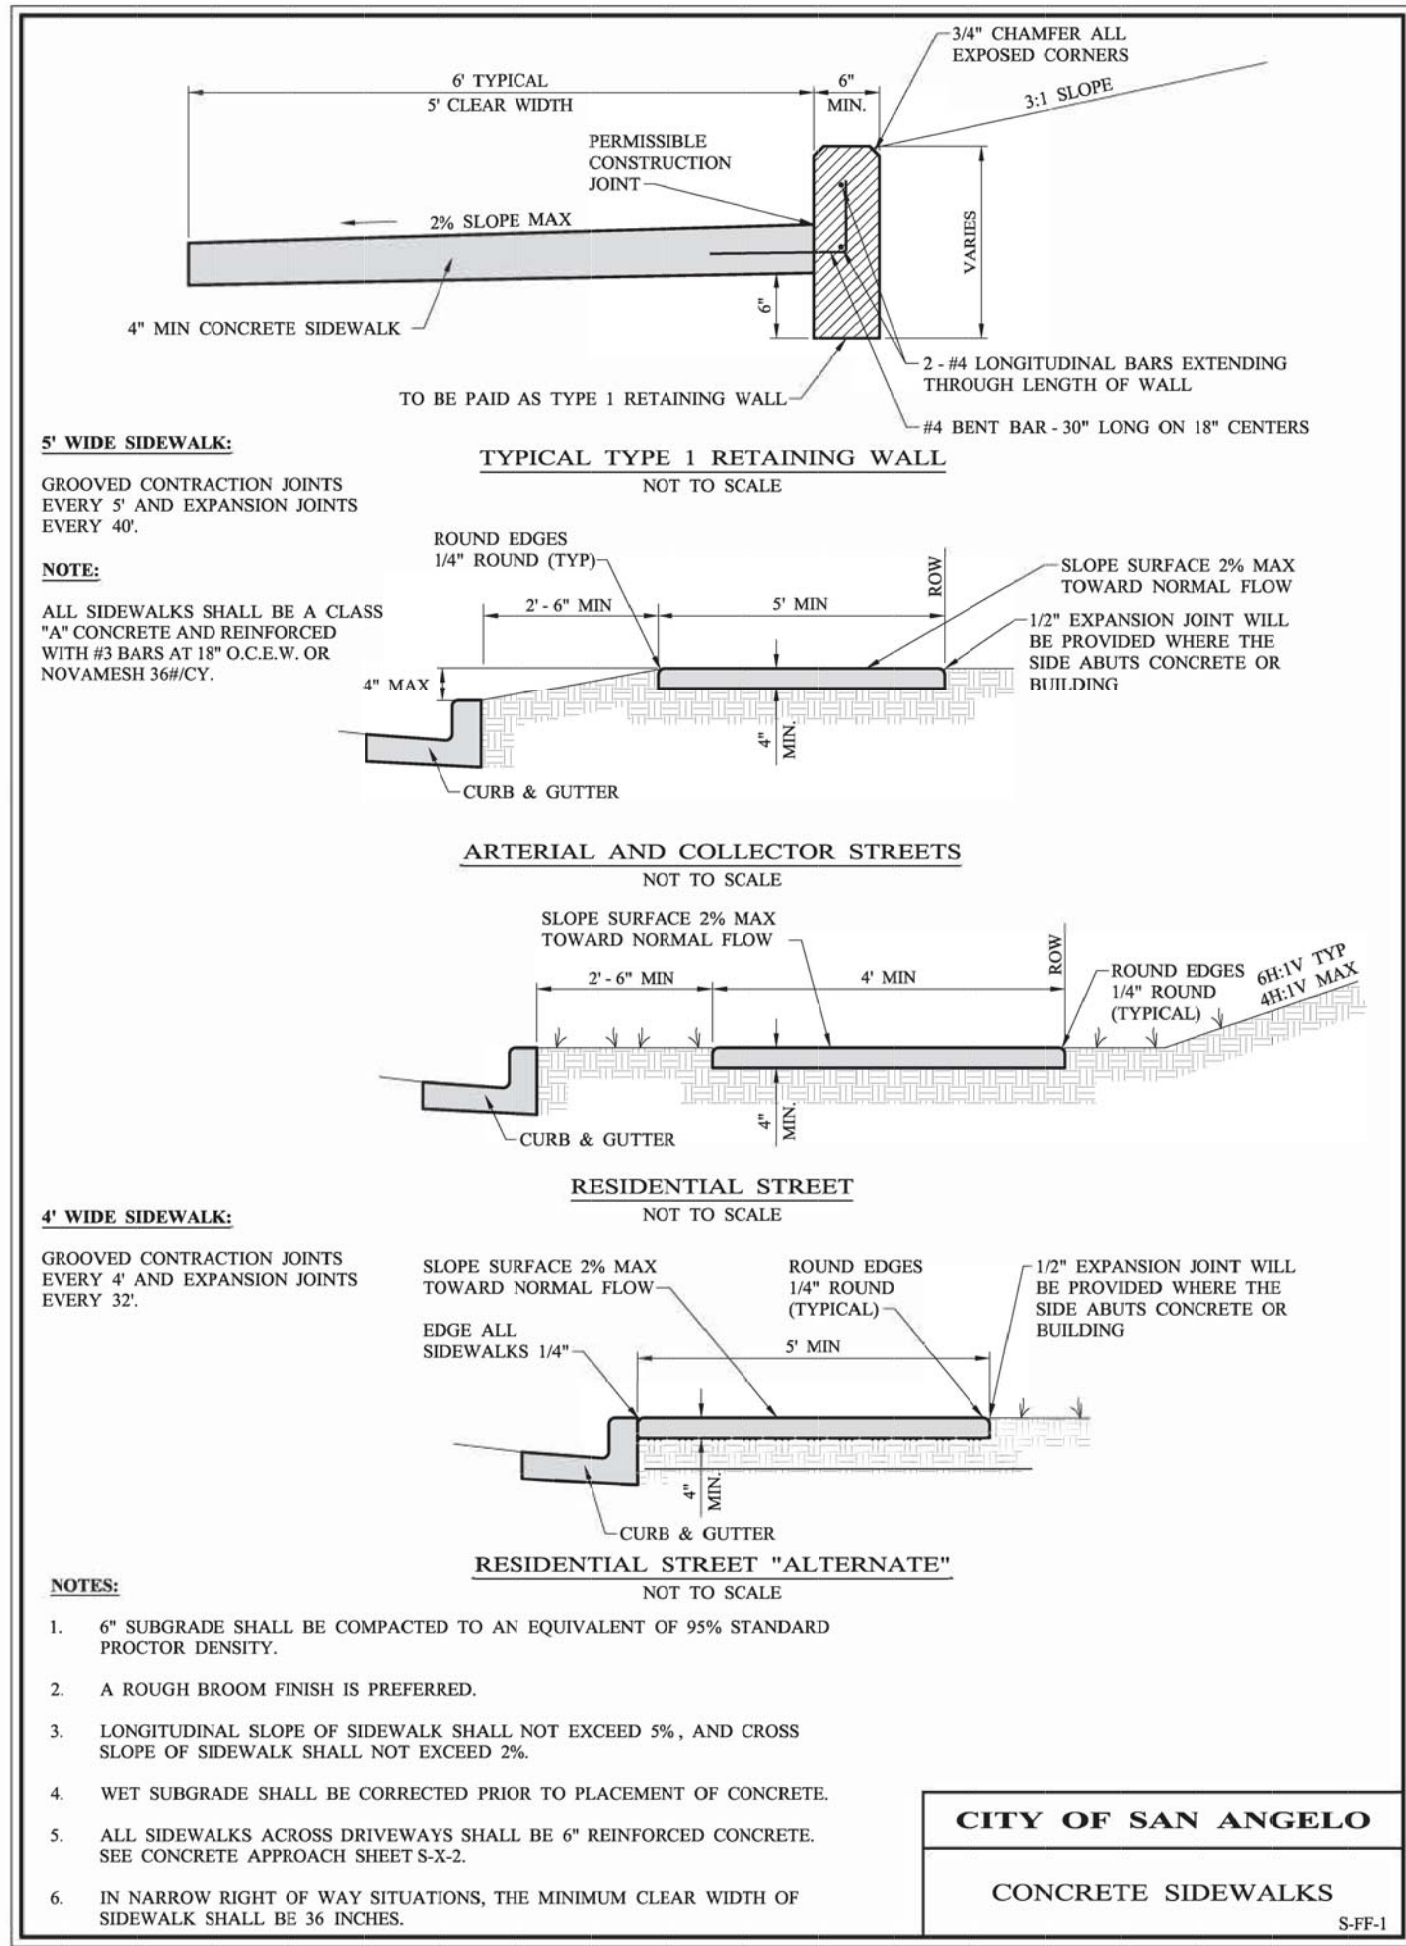 3/4" CHAMFER ALL
EXPOSED CORNERS
6' TYPICAL
5' CLEAR WIDTH
6"
MIN.
3:1 SLOPE
PERMISSIBLE
CONSTRUCTION
JOINT
2% SLOPE MAX
VARIES
6"
4" MIN CONCRETE SIDEWALK
2 - #4 LONGITUDINAL BARS EXTENDING
THROUGH LENGTH OF WALL
TO BE PAID AS TYPE 1 RETAINING WALL
#4 BENT BAR - 30" LONG ON 18" CENTERS
TYPICAL TYPE 1 RETAINING WALL
NOT TO SCALE
5' WIDE SIDEWALK:
GROOVED CONTRACTION JOINTS
EVERY 5' AND EXPANSION JOINTS
EVERY 40'.
NOTE:
ALL SIDEWALKS SHALL BE A CLASS
"A" CONCRETE AND REINFORCED
WITH #3 BARS AT 18" O.C.E.W. OR
NOVAMESH 36#/CY.
ROUND EDGES
1/4" ROUND (TYP)
2' - 6" MIN
5' MIN
ROW
SLOPE SURFACE 2% MAX
TOWARD NORMAL FLOW
1/2" EXPANSION JOINT WILL
BE PROVIDED WHERE THE
SIDE ABUTS CONCRETE OR
BUILDING
4" MAX
4"
MIN.
CURB & GUTTER
ARTERIAL AND COLLECTOR STREETS
NOT TO SCALE
SLOPE SURFACE 2% MAX
TOWARD NORMAL FLOW
2' - 6" MIN
4' MIN
ROW
ROUND EDGES
1/4" ROUND
(TYPICAL)
6H:1V TYP
4H:1V MAX
4"
MIN.
CURB & GUTTER
RESIDENTIAL STREET
NOT TO SCALE
4' WIDE SIDEWALK:
GROOVED CONTRACTION JOINTS
EVERY 4' AND EXPANSION JOINTS
EVERY 32'.
SLOPE SURFACE 2% MAX
TOWARD NORMAL FLOW
ROUND EDGES
1/4" ROUND
(TYPICAL)
1/2" EXPANSION JOINT WILL
BE PROVIDED WHERE THE
SIDE ABUTS CONCRETE OR
BUILDING
EDGE ALL
SIDEWALKS 1/4"
5' MIN
4"
MIN.
CURB & GUTTER
RESIDENTIAL STREET "ALTERNATE"
NOT TO SCALE
NOTES:
1. 6" SUBGRADE SHALL BE COMPACTED TO AN EQUIVALENT OF 95% STANDARD
PROCTOR DENSITY.
2. A ROUGH BROOM FINISH IS PREFERRED.
3. LONGITUDINAL SLOPE OF SIDEWALK SHALL NOT EXCEED 5%, AND CROSS
SLOPE OF SIDEWALK SHALL NOT EXCEED 2%.
4. WET SUBGRADE SHALL BE CORRECTED PRIOR TO PLACEMENT OF CONCRETE.
5. ALL SIDEWALKS ACROSS DRIVEWAYS SHALL BE 6" REINFORCED CONCRETE.
SEE CONCRETE APPROACH SHEET S-X-2.
6. IN NARROW RIGHT OF WAY SITUATIONS, THE MINIMUM CLEAR WIDTH OF
SIDEWALK SHALL BE 36 INCHES.
CITY OF SAN ANGELO
CONCRETE SIDEWALKS
S-FF-1